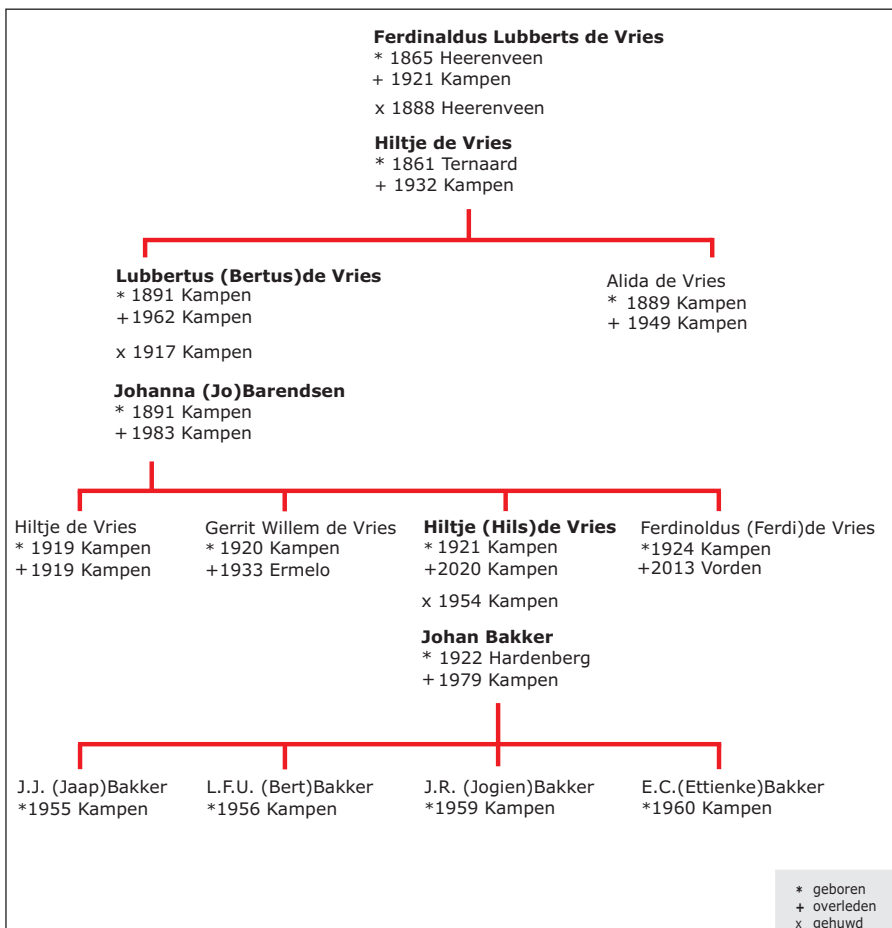 Ferdinaldus Lubberts de Vries
* 1865 Heerenveen
+ 1921 Kampen
x 1888 Heerenveen
Hiltje de Vries
* 1861 Ternaard
+ 1932 Kampen
Lubbertus (Bertus)de Vries
* 1891 Kampen
+1962 Kampen
x 1917 Kampen
Johanna (Jo)Barendsen
* 1891 Kampen
+1983 Kampen
Alida de Vries
* 1889 Kampen
+ 1949 Kampen
Hiltje de Vries
* 1919 Kampen
+1919 Kampen
Gerrit Willem de Vries
*1920 Kampen
+1933 Ermelo
Hiltje (Hils)de Vries
*1921 Kampen
+2020 Kampen
x 1954 Kampen
Johan Bakker
* 1922 Hardenberg
+1979 Kampen
Ferdinoldus (Ferdi)de Vries
*1924 Kampen
+2013 Vorden
J.J. (Jaap)Bakker
*1955 Kampen
L.F.U. (Bert)Bakker
*1956 Kampen
J.R. (Jogien)Bakker
*1959 Kampen
E.C.(Ettienke)Bakker
*1960 Kampen
* geboren
+ overleden
x gehuwd